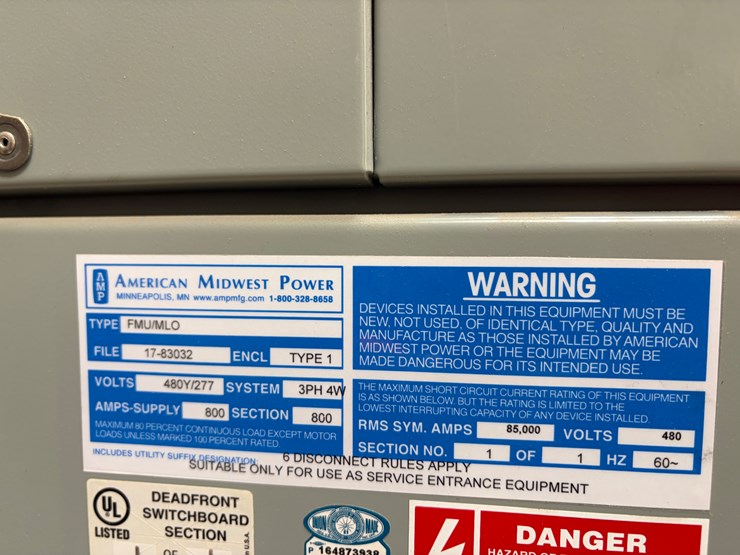 AMP
AMERICAN MIDWEST POWER
MINNEAPOLIS, MN www.ampmfg.com 1-800-328-8658
TYPE FMU/MLO
FILE 17-83032 ENCL TYPE 1
VOLTS 480Y/277 SYSTEM 3PH 4W
AMPS-SUPPLY 800 SECTION 800
MAXIMUM 80 PERCENT CONTINUOUS LOAD EXCEPT MOTOR
LOADS UNLESS MARKED 100 PERCENT RATED.
INCLUDES UTILITY SUFFIX DESIGNATION:
6 DISCONNECT RULES APPLY
SUITABLE ONLY FOR USE AS SERVICE ENTRANCE EQUIPMENT
WARNING
DEVICES INSTALLED IN THIS EQUIPMENT MUST BE
NEW, NOT USED, OF IDENTICAL TYPE, QUALITY AND
MANUFACTURE AS THOSE INSTALLED BY AMERICAN
MIDWEST POWER OR THE EQUIPMENT MAY BE
MADE DANGEROUS FOR ITS INTENDED USE.
THE MAXIMUM SHORT CIRCUIT CURRENT RATING OF THIS EQUIPMENT
IS AS SHOWN BELOW. BUT THE RATING IS LIMITED TO THE
LOWEST INTERRUPTING CAPACITY OF ANY DEVICE INSTALLED.
RMS SYM. AMPS 85,000 VOLTS 480
SECTION NO. 1 OF 1 HZ 60~
UL
LISTED
DEADFRONT
SWITCHBOARD
SECTION
OF
U.S.A.
UNION MADE
P 164873938
DANGER